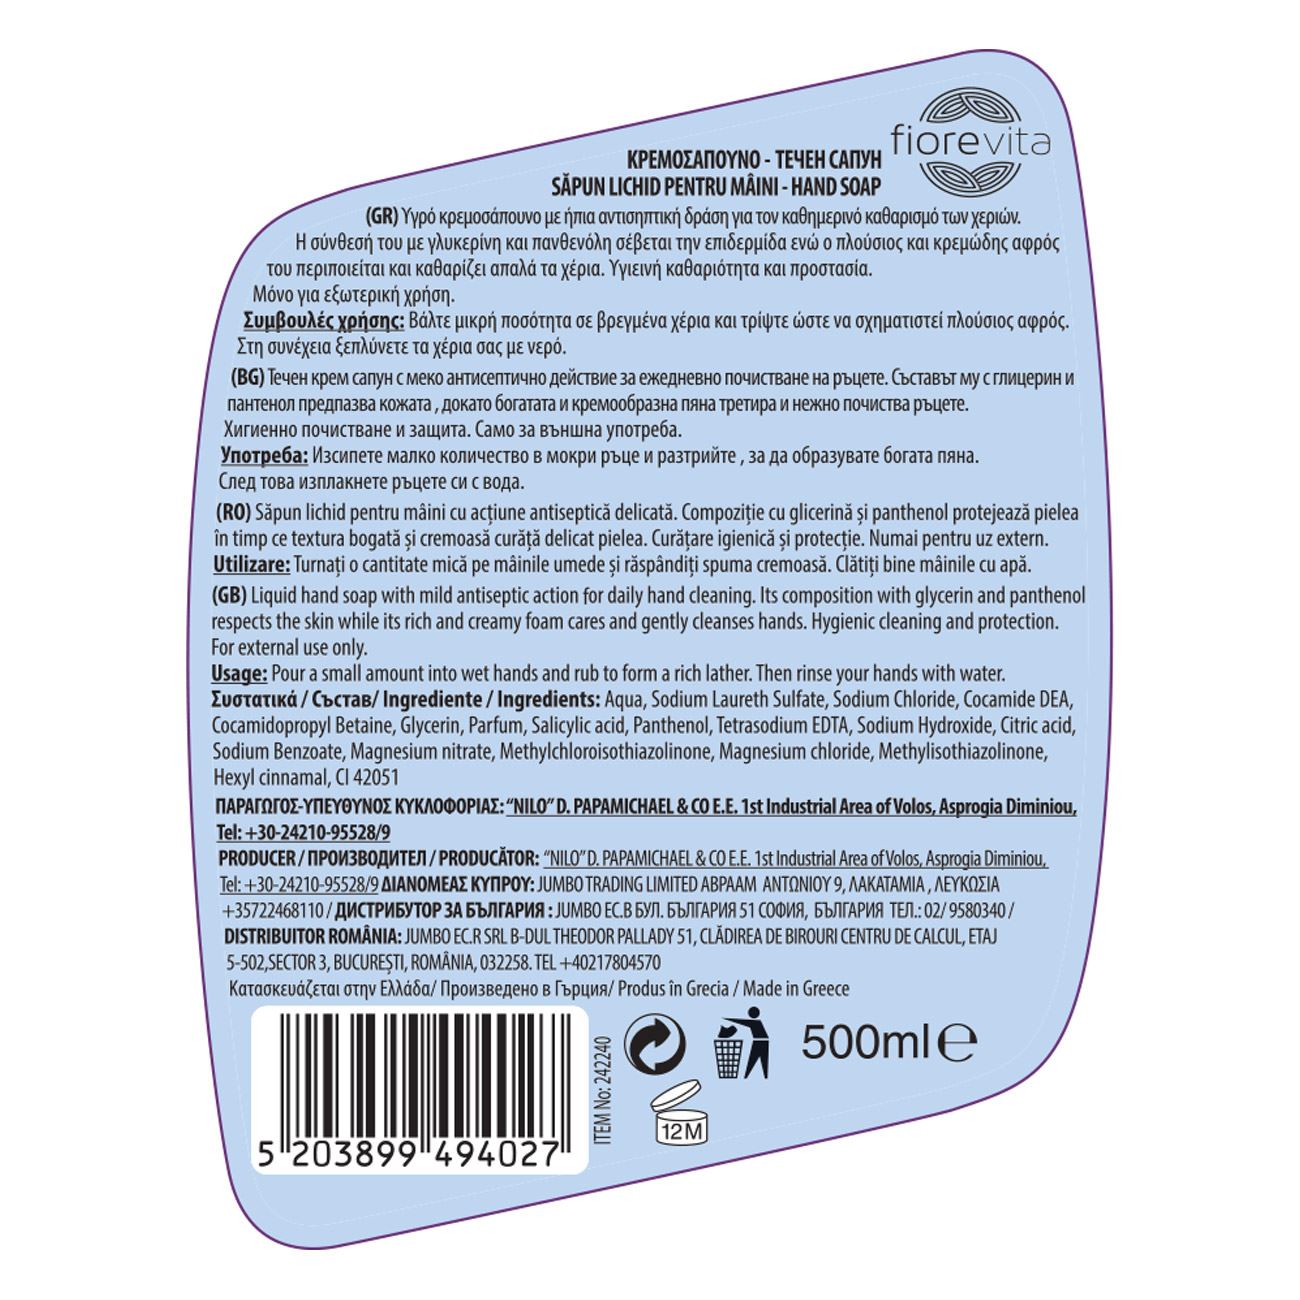 fiorevita
ΚΡΕΜΟΣΑΠΟΥΝΟ - ТЕЧЕН САПУН
SĂPUN LICHID PENTRU MÂINI - HAND SOAP
(GR) Υγρό κρεμοσάπουνο με ήπια αντισηπτική δράση για τον καθημερινό καθαρισμό των χεριών.
Η σύνθεσή του με γλυκερίνη και πανθενόλη σέβεται την επιδερμίδα ενώ ο πλούσιος και κρεμώδης αφρός
του περιποιείται και καθαρίζει απαλά τα χέρια. Υγιεινή καθαριότητα και προστασία.
Μόνο για εξωτερική χρήση.
Συμβουλές χρήσης: Βάλτε μικρή ποσότητα σε βρεγμένα χέρια και τρίψτε ώστε να σχηματιστεί πλούσιος αφρός.
Στη συνέχεια ξεπλύνετε τα χέρια σας με νερό.
(BG) Течен крем сапун с меко антисептично действие за ежедневно почистване на ръцете. Съставът му с глицерин и
пантенол предпазва кожата , докато богатата и кремообразна пяна третира и нежно почиства ръцете.
Хигиенно почистване и защита. Само за външна употреба.
Употреба: Изсипете малко количество в мокри ръце и разтрийте , за да образувате богата пяна.
След това изплакнете ръцете си с вода.
(RO) Săpun lichid pentru mâini cu acțiune antiseptică delicată. Compoziție cu glicerină și panthenol protejează pielea
în timp ce textura bogată și cremoasă curăță delicat pielea. Curățare igienică și protecție. Numai pentru uz extern.
Utilizare: Turnați o cantitate mică pe mâinile umede și răspândiți spuma cremoasă. Clătiți bine mâinile cu apă.
(GB) Liquid hand soap with mild antiseptic action for daily hand cleaning. Its composition with glycerin and panthenol
respects the skin while its rich and creamy foam cares and gently cleanses hands. Hygienic cleaning and protection.
For external use only.
Usage: Pour a small amount into wet hands and rub to form a rich lather. Then rinse your hands with water.
Συστατικά / Състав/ Ingrediente / Ingredients: Aqua, Sodium Laureth Sulfate, Sodium Chloride, Cocamide DEA,
Cocamidopropyl Betaine, Glycerin, Parfum, Salicylic acid, Panthenol, Tetrasodium EDTA, Sodium Hydroxide, Citric acid,
Sodium Benzoate, Magnesium nitrate, Methylchloroisothiazolinone, Magnesium chloride, Methylisothiazolinone,
Hexyl cinnamal, CI 42051
ΠΑΡΑΓΩΓΟΣ-ΥΠΕΥΘΥΝΟΣ ΚΥΚΛΟΦΟΡΙΑΣ: “NILO” D. PAPAMICHAEL & CO E.E. 1st Industrial Area of Volos, Asprogia Diminiou,
Tel: +30-24210-95528/9
PRODUCER / ПРОИЗВОДИТЕЛ / PRODUCĂTOR: “NILO” D. PAPAMICHAEL & CO E.E. 1st Industrial Area of Volos, Asprogia Diminiou,
Tel: +30-24210-95528/9 ΔΙΑΝΟΜΕΑΣ ΚΥΠΡΟΥ: JUMBO TRADING LIMITED ΑΒΡΑΑΜ ΑΝΤΩΝΙΟΥ 9, ΛΑΚΑΤΑΜΙΑ , ΛΕΥΚΩΣΙΑ
+35722468110 / ДИСТРИБУТОР ЗА БЪЛГАРИЯ : JUMBO EC.B БУЛ. БЪЛГАРИЯ 51 СОФИЯ, БЪЛГАРИЯ ТЕЛ.: 02/ 9580340 /
DISTRIBUITOR ROMÂNIA: JUMBO EC.R SRL B-DUL THEODOR PALLADY 51, CLĂDIREA DE BIROURI CENTRU DE CALCUL, ETAJ
5-502,SECTOR 3, BUCUREȘTI, ROMÂNIA, 032258. TEL +40217804570
Κατασκευάζεται στην Ελλάδα/ Произведено в Гърция/ Produs în Grecia / Made in Greece
5 203899 494027
ITEM No: 242240
12M
500ml e